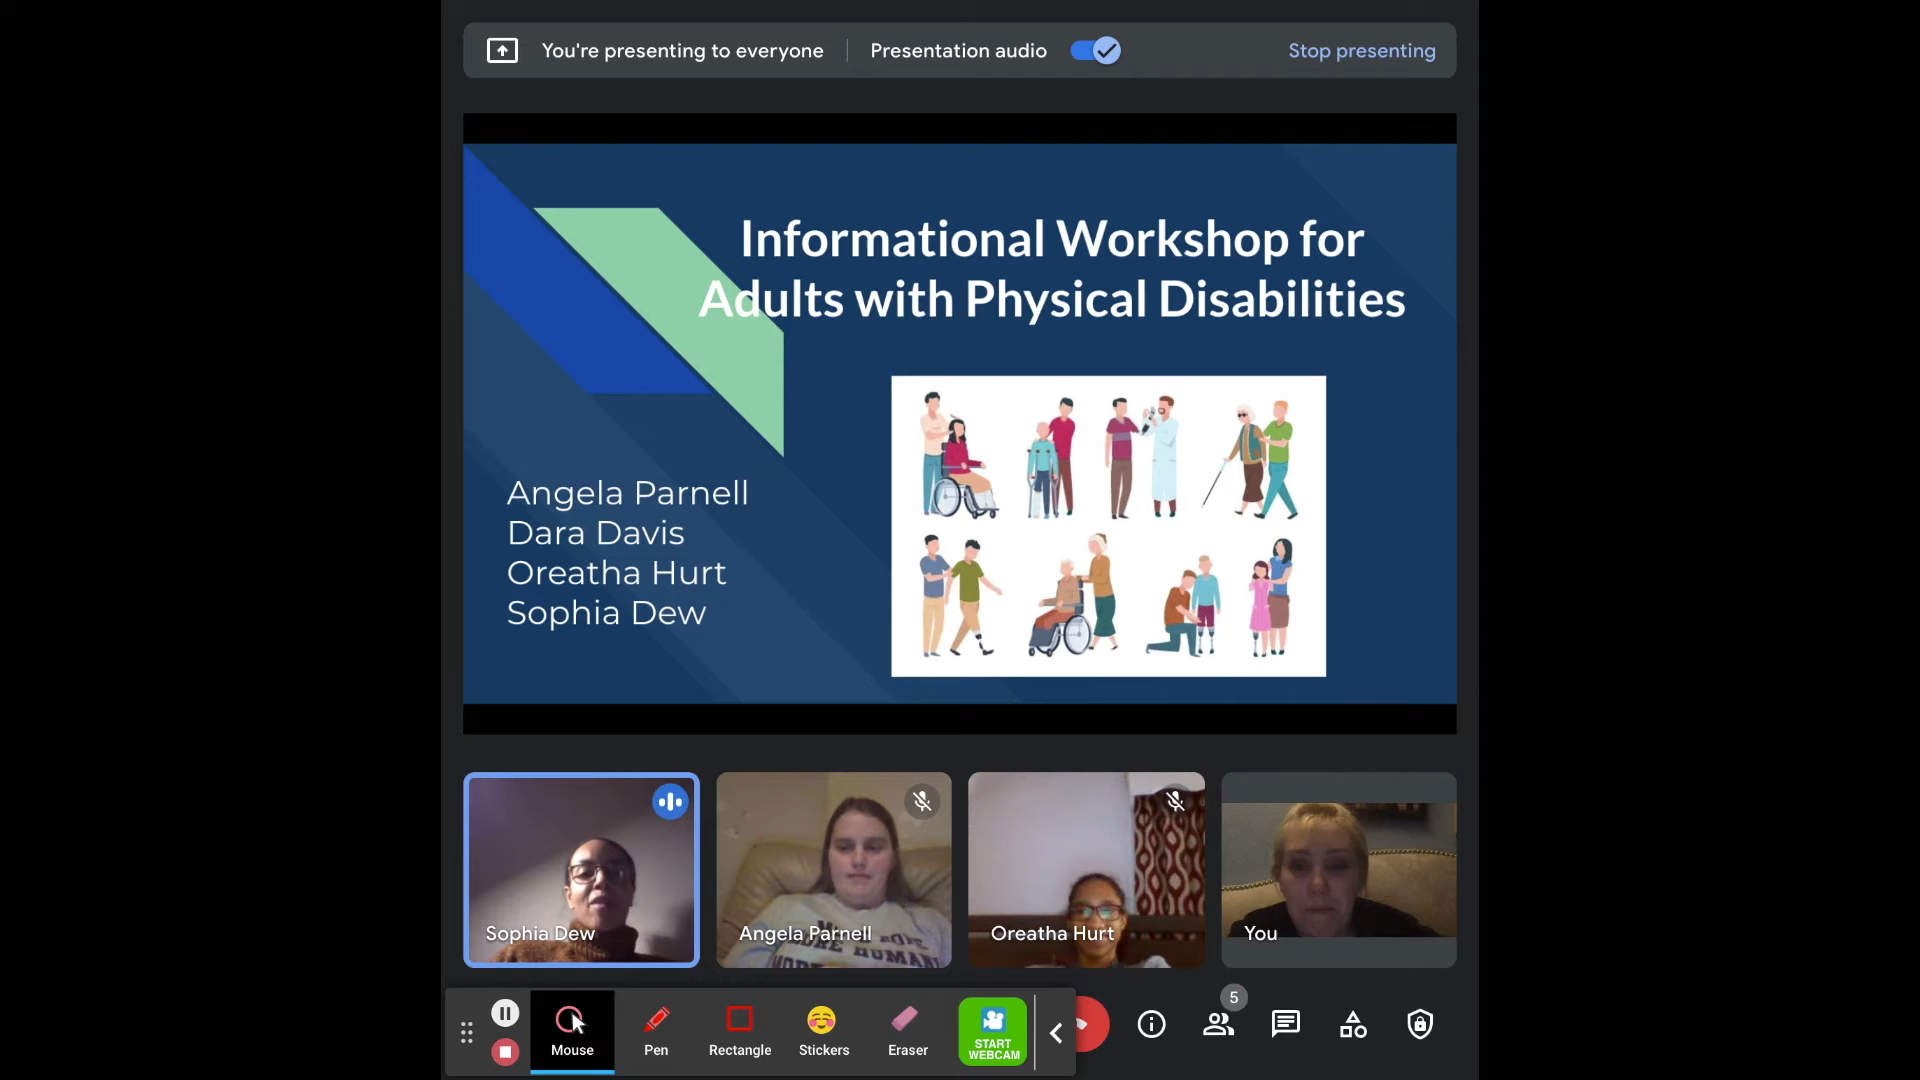 You're presenting to everyone
Presentation audio
Stop presenting
Informational Workshop for
Adults with Physical Disabilities
Angela Parnell
Dara Davis
Oreatha Hurt
Sophia Dew
Sophia Dew
Angela Parnell
Oreatha Hurt
You
Mouse
Pen
Rectangle
Stickers
Eraser
START
WEBCAM
5